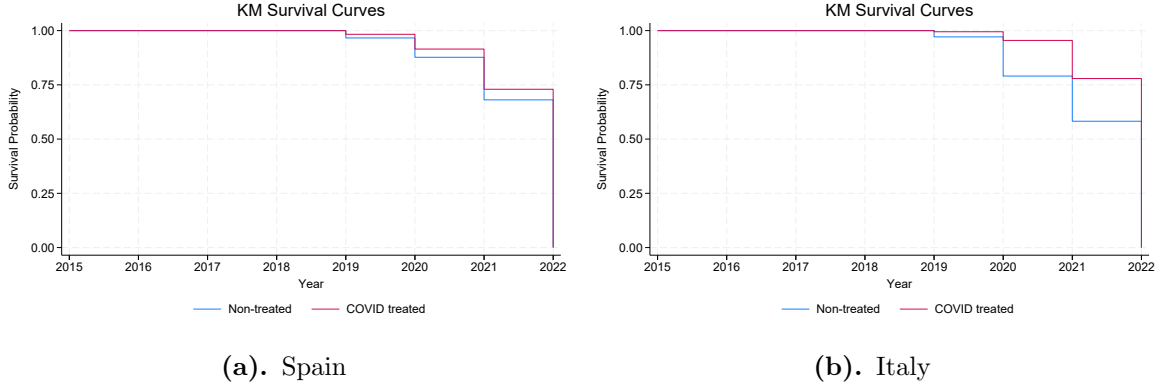 KM Survival Curves
Survival Probability
1.00
0.75
0.50
0.25
0.00
2015 2016 2017 2018 2019 2020 2021 2022
Year
Non-treated COVID treated
(a). Spain
KM Survival Curves
Survival Probability
1.00
0.75
0.50
0.25
0.00
2015 2016 2017 2018 2019 2020 2021 2022
Year
Non-treated COVID treated
(b). Italy